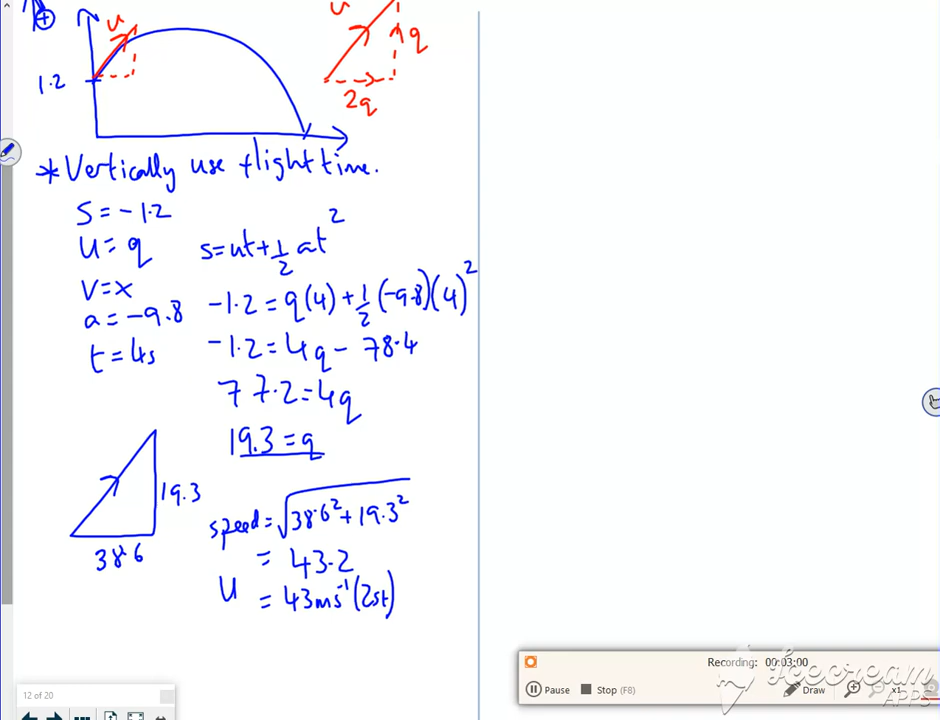 u
u
q
1.2
2q
*Vertically use flight time.
S = -1.2
u = q
v = x
a = -9.8
t = 4s
s = ut + 1/2 at²
-1.2 = q(4) + 1/2 (-9.8)(4)²
-1.2 = 4q - 78.4
77.2 = 4q
19.3 = q
19.3
38.6
speed = √38.6² + 19.3²
= 43.2
u = 43ms⁻¹ (2sf)
12 of 20
Recording: 00:03:00
Pause Stop (F8) Draw x1
Icecream
APPS